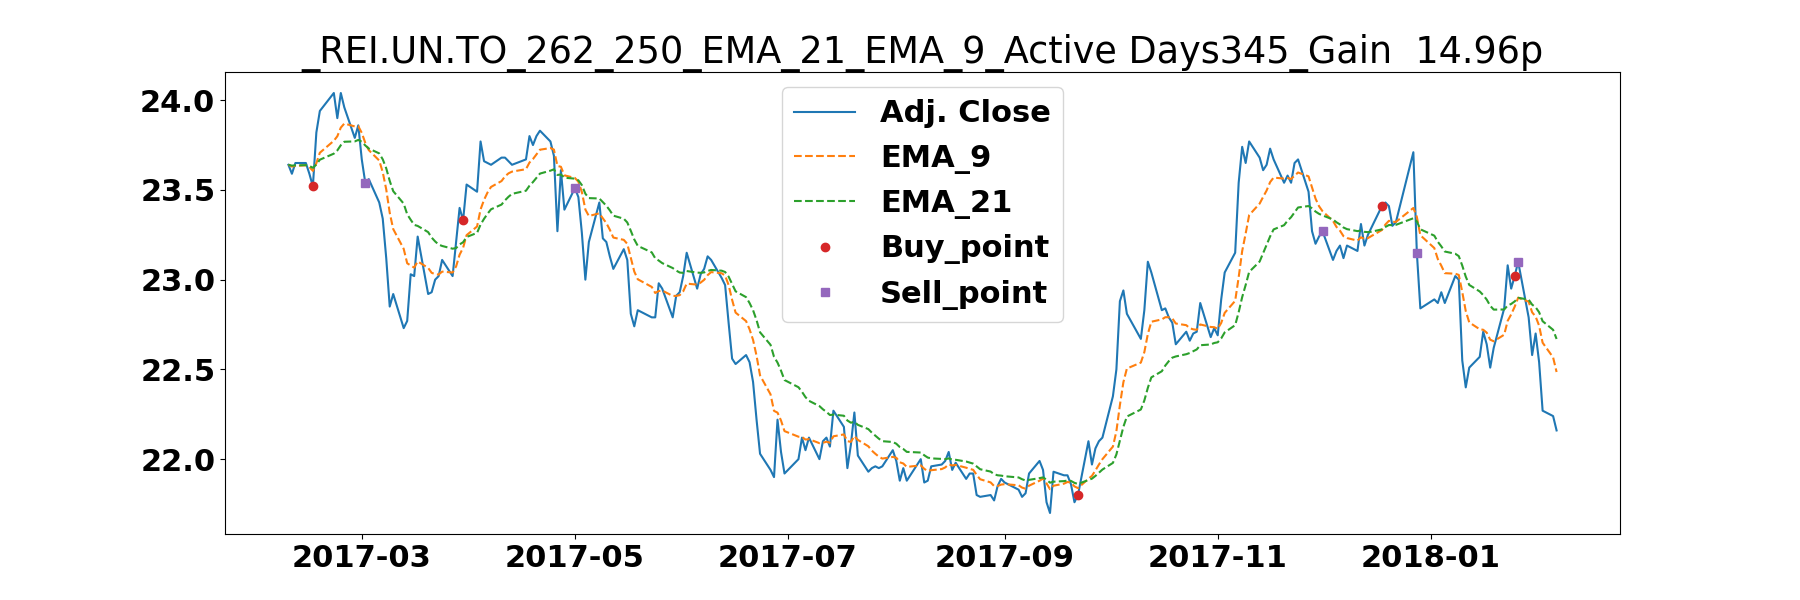 _REI.UN.TO_262_250_EMA_21_EMA_9_Active Days345_Gain  14.96p
24.0
23.5
23.0
22.5
22.0
Adj. Close
EMA_9
EMA_21
Buy_point
Sell_point
2017-03 2017-05 2017-07 2017-09 2017-11 2018-01